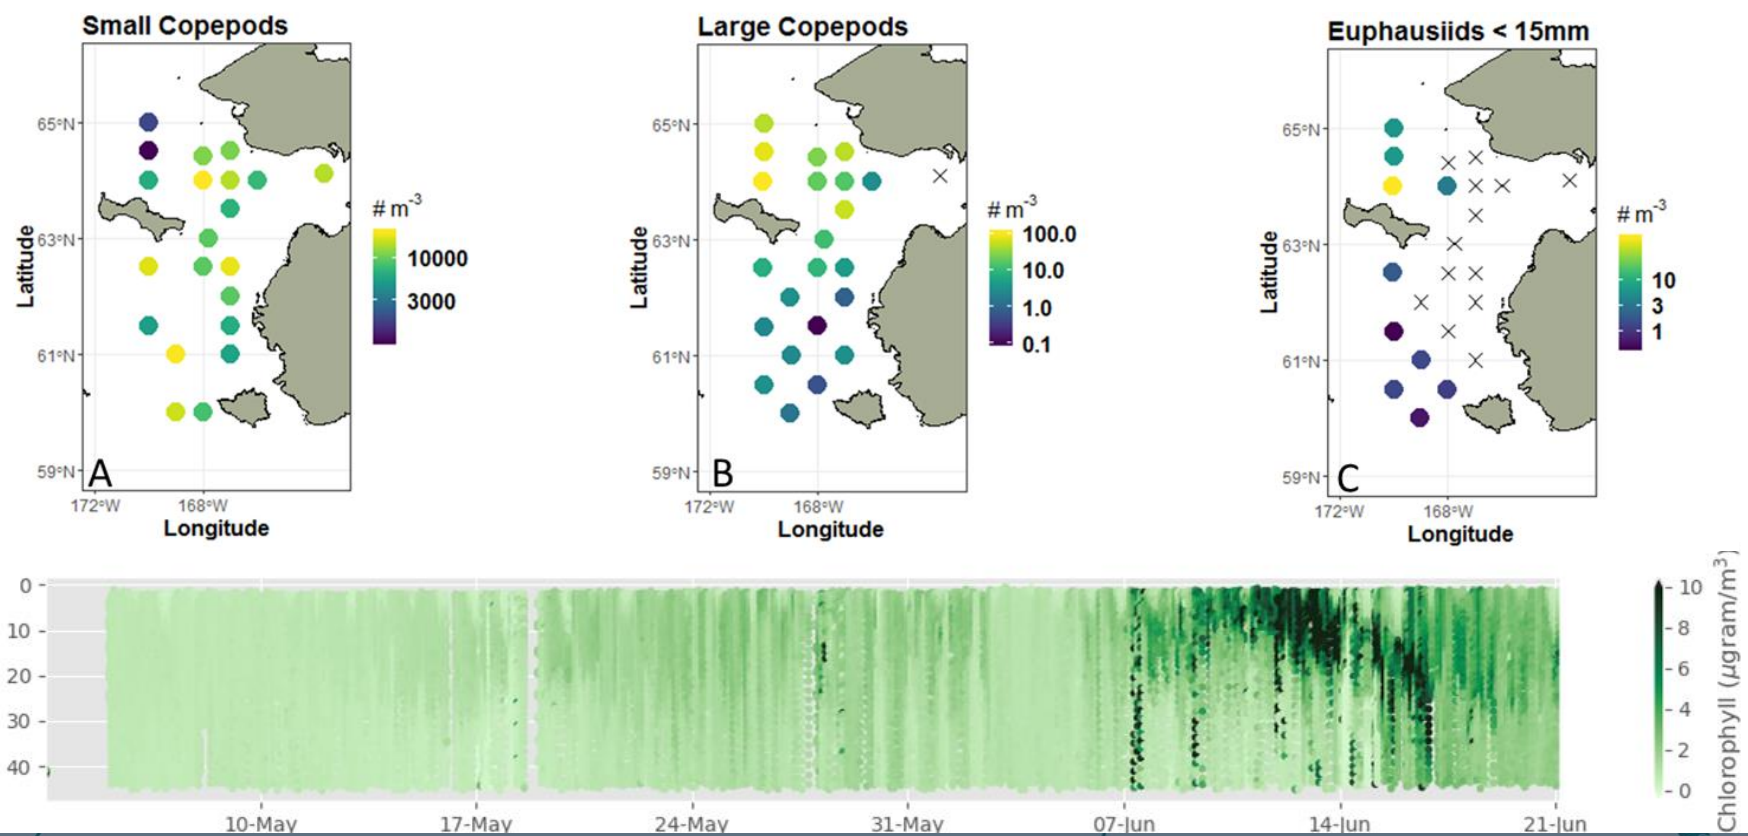 Small Copepods
65°N
63°N
61°N
59°N
172°W
168°W
Latitude
Longitude
A
# m-3
10000
3000
Large Copepods
65°N
63°N
61°N
59°N
172°W
168°W
Latitude
Longitude
B
# m-3
100.0
10.0
1.0
0.1
Euphausiids < 15mm
65°N
63°N
61°N
59°N
172°W
168°W
Latitude
Longitude
C
# m-3
10
3
1
0
10
20
30
40
10-May
17-May
24-May
31-May
07-Jun
14-Jun
21-Jun
10
8
6
4
2
0
Chlorophyll (µgram/m³)